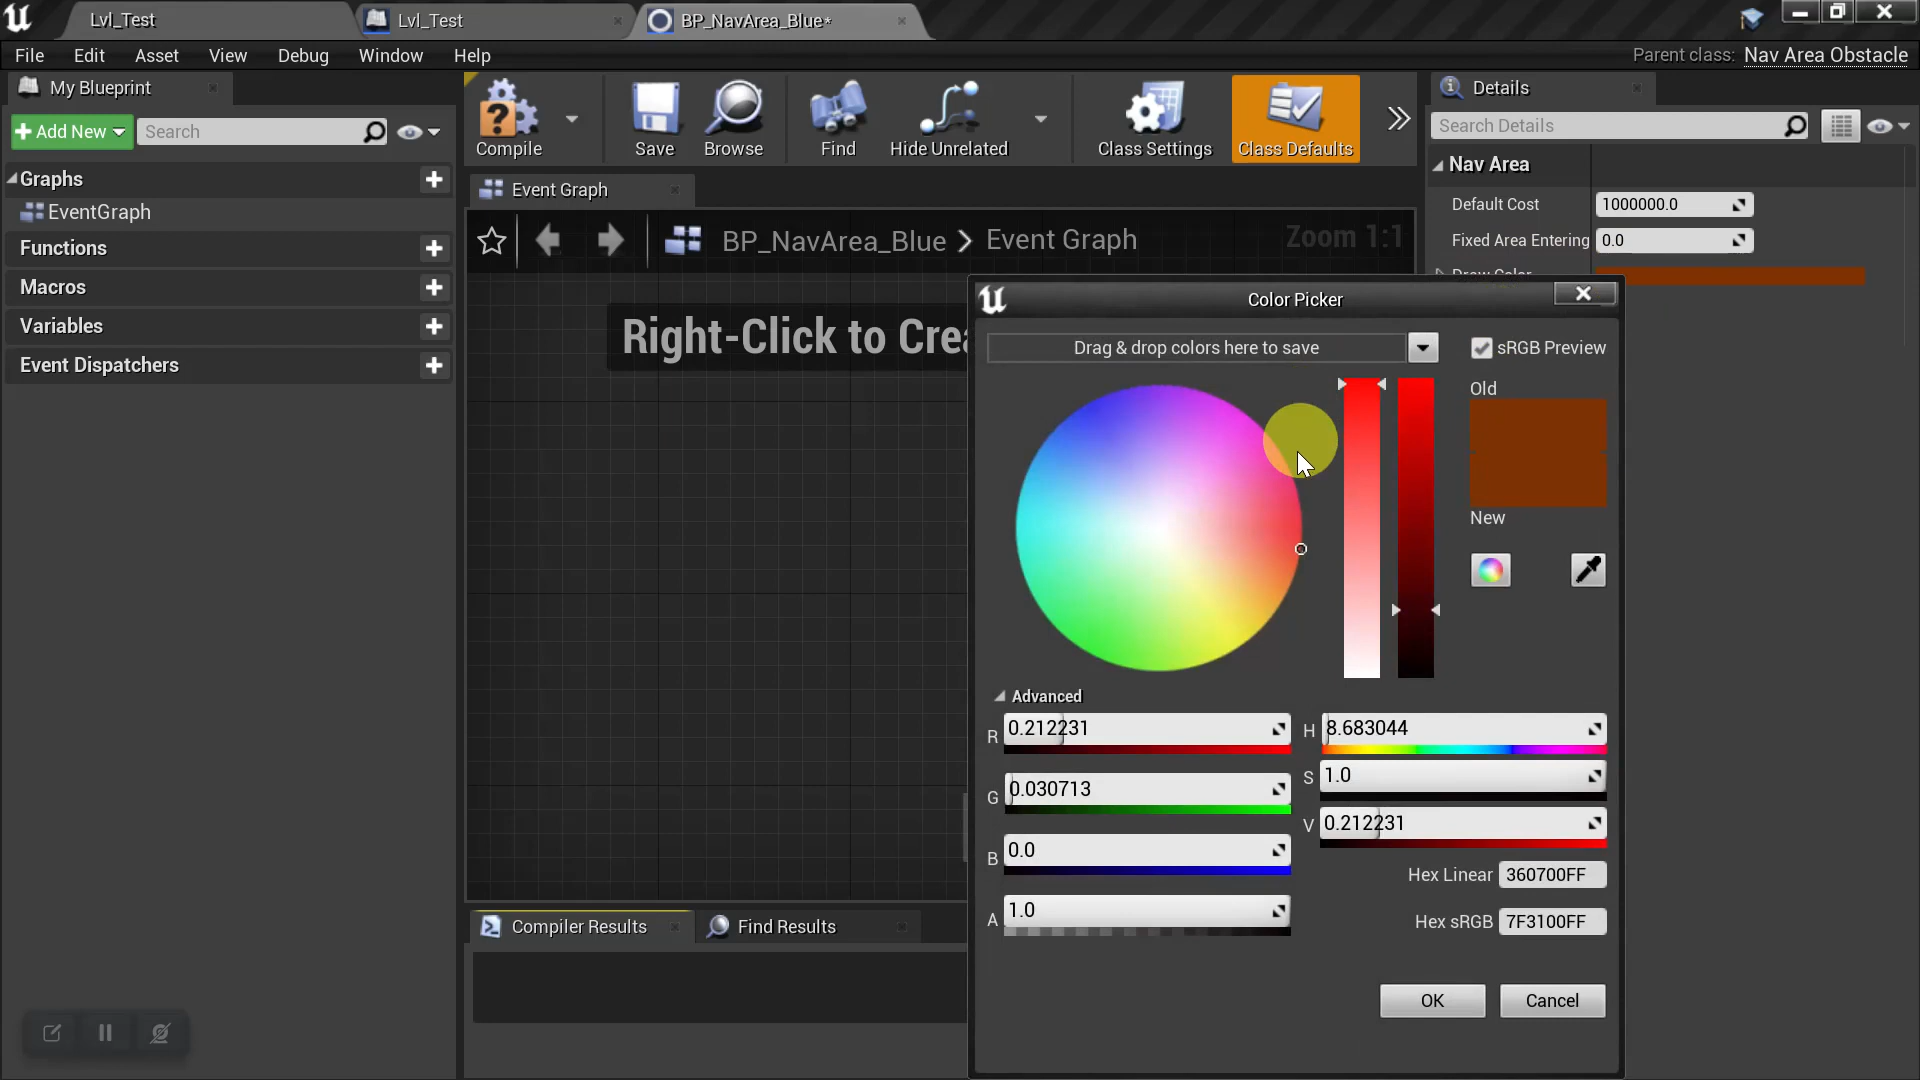 Lvl_Test
Lvl_Test
BP_NavArea_Blue*
File Edit Asset View Debug Window Help
Parent class: Nav Area Obstacle
My Blueprint
Add New
Search
Graphs
EventGraph
Functions
Macros
Variables
Event Dispatchers
Compile
Save
Browse
Find
Hide Unrelated
Class Settings
Class Defaults
Event Graph
BP_NavArea_Blue > Event Graph
Zoom 1:1
Right-Click to Crea
Compiler Results
Find Results
Details
Search Details
Nav Area
Default Cost 1000000.0
Fixed Area Entering 0.0
Draw Color
Color Picker
Drag & drop colors here to save
sRGB Preview
Old
New
Advanced
R 0.212231
G 0.030713
B 0.0
A 1.0
H 8.683044
S 1.0
V 0.212231
Hex Linear 360700FF
Hex sRGB 7F3100FF
OK
Cancel